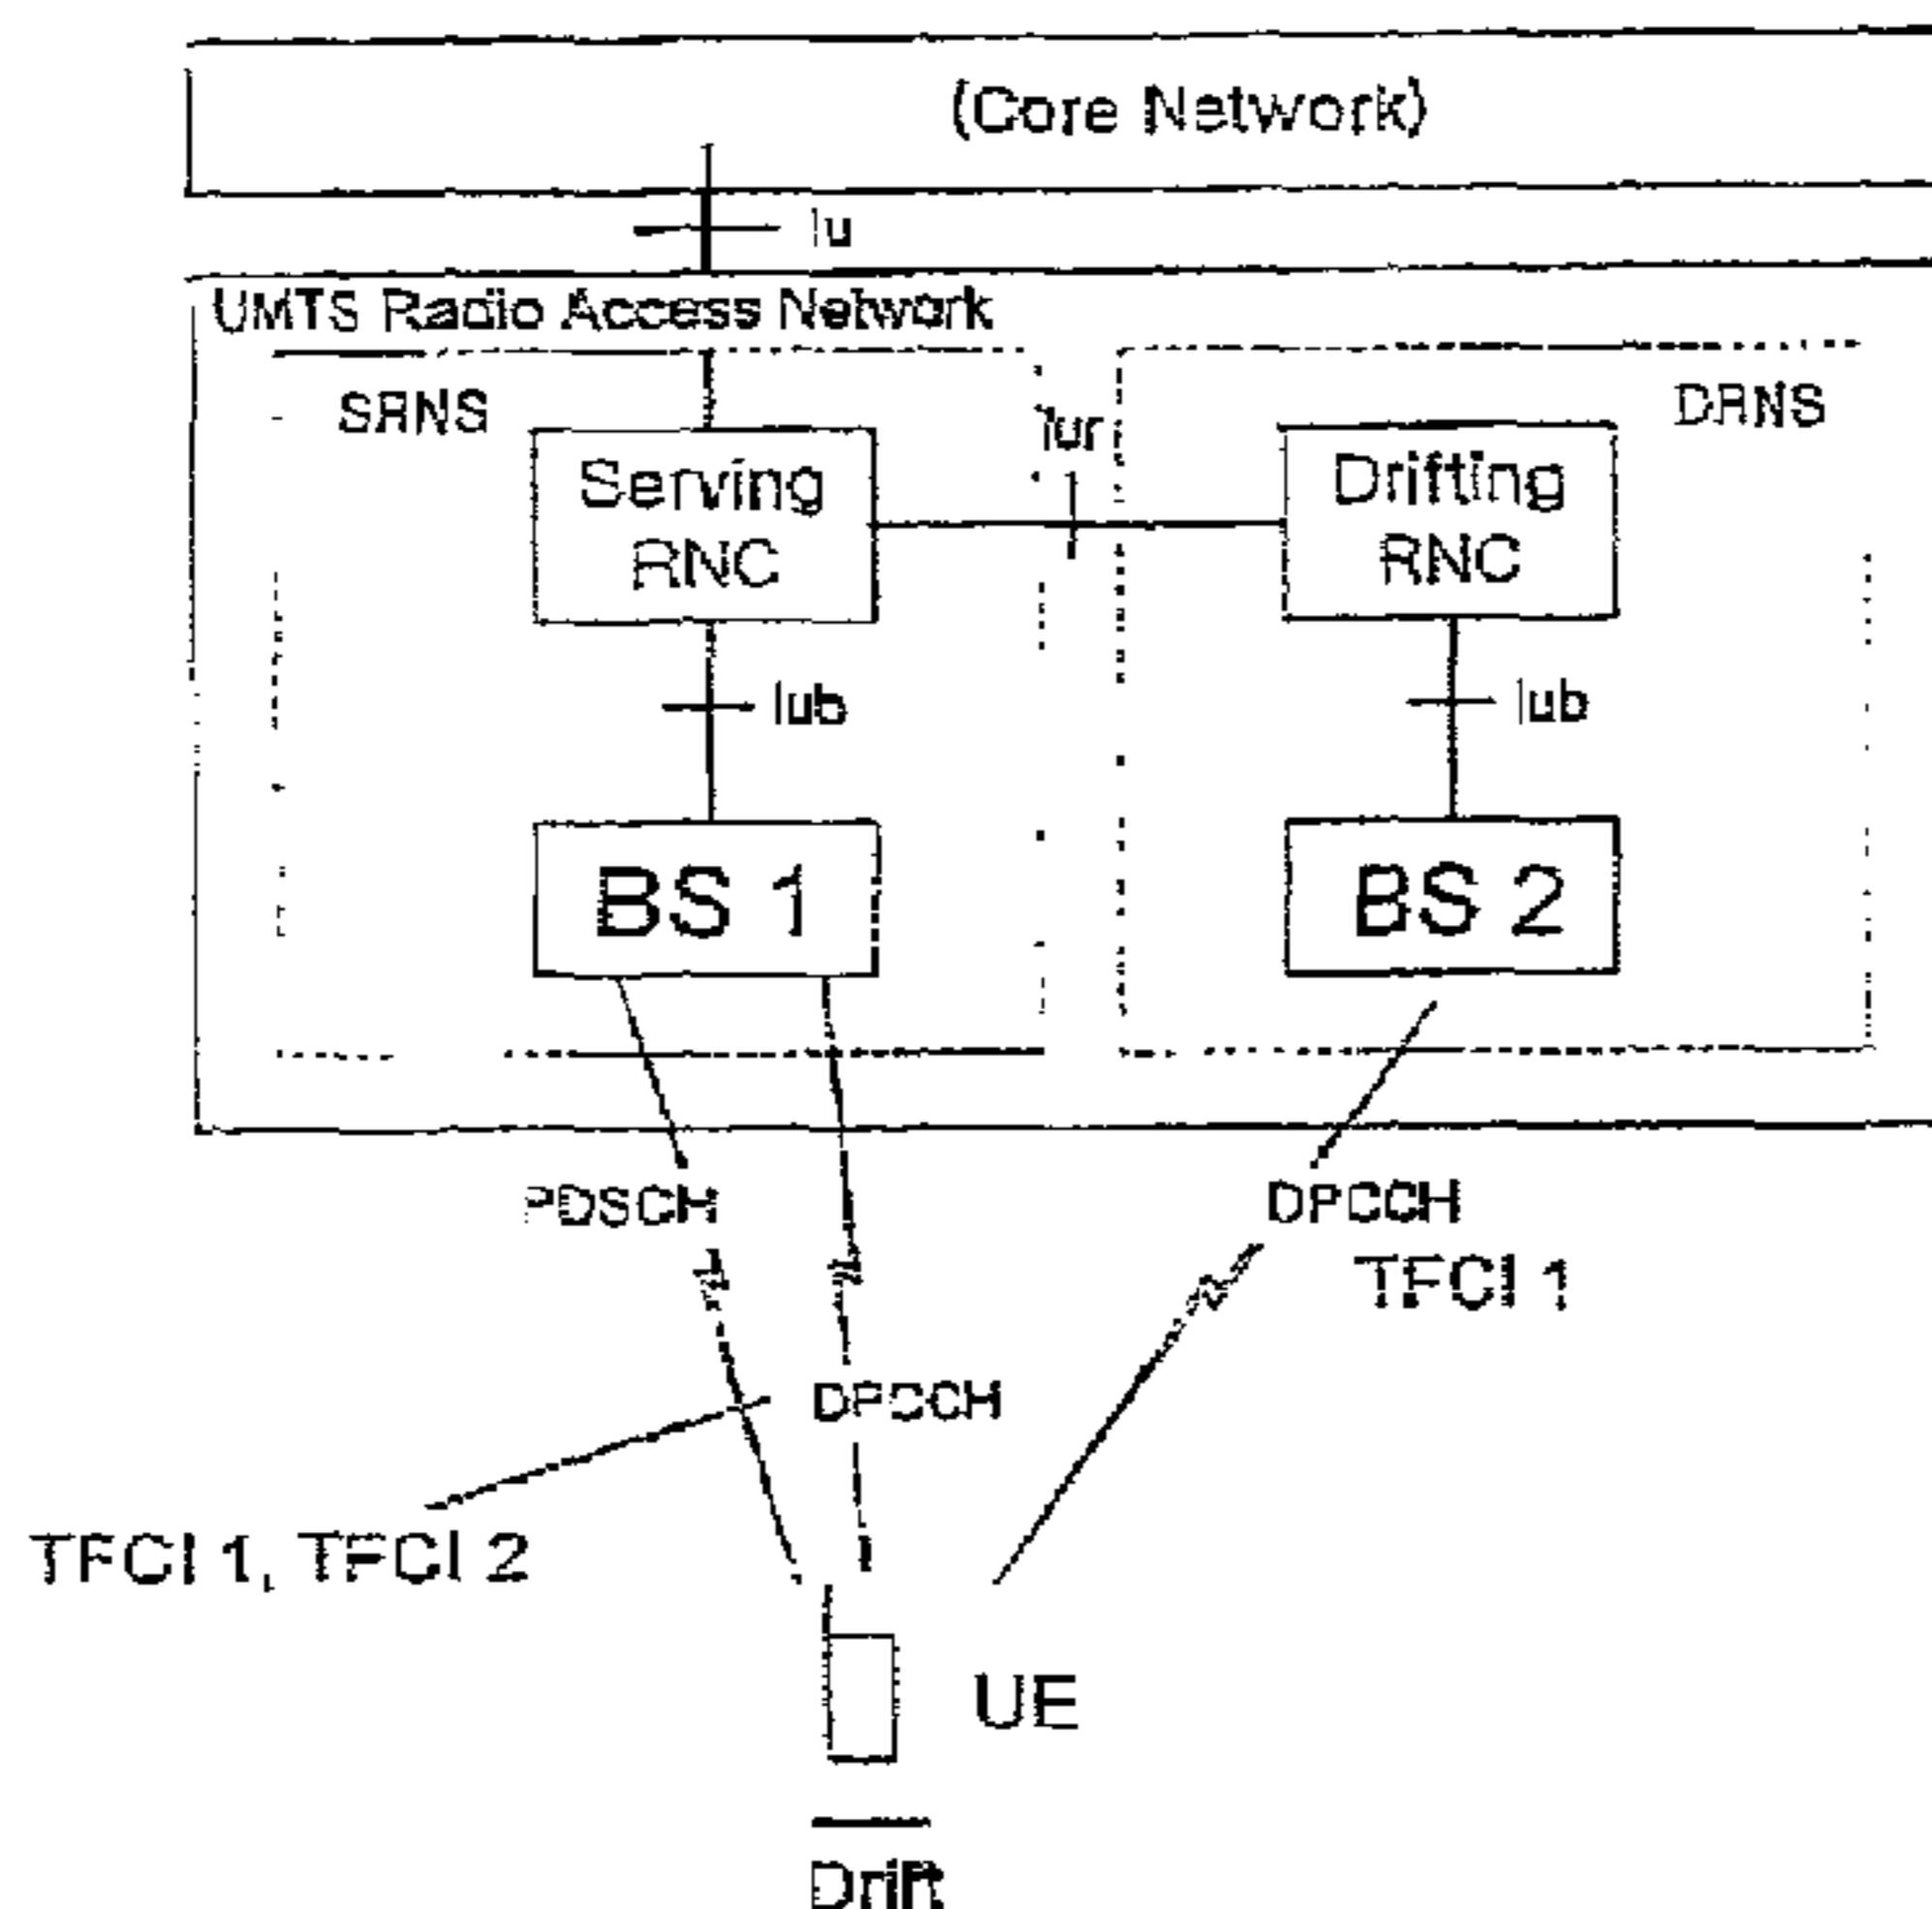 (Core Network)
Iu
UMTS Radio Access Network
SRNS
Iur
DRNS
Serving
RNC
Drifting
RNC
Iub
Iub
BS 1
BS 2
PDSCH
DPCCH
TFCI 1
DPCCH
TFCI 1, TFCI 2
UE
Drift